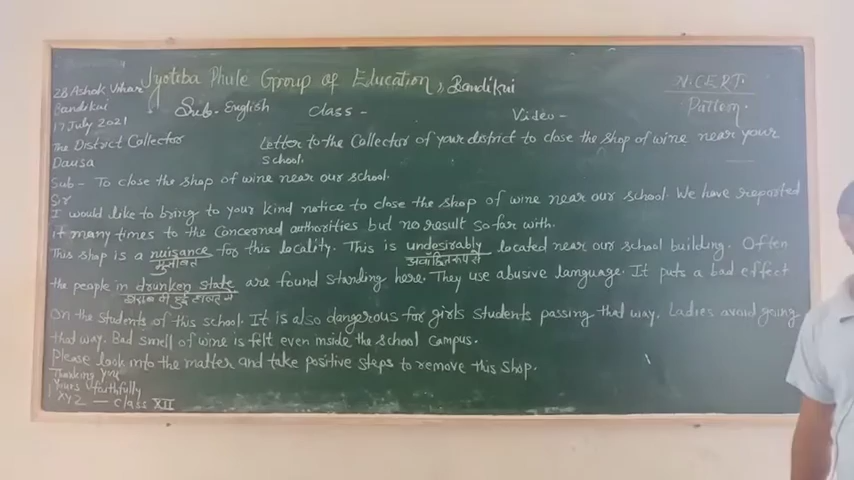 Jyoteba Phule Group of Education, Bandikui
N.CERT.
Pattern.
Sub- English Class - Video -
28 Ashok Vihar
Bandikui
17 July 2021
The District Collector
Dausa
Letter to the Collector of your district to close the shop of wine near your
school.
Sub - To close the shop of wine near our school.
Sir
I would like to bring to your kind notice to close the shop of wine near our school. We have reported
it many times to the concerned authorities but no result so far with.
This shop is a nuisance for this locality. This is undesirably located near our school building. Often
मुसीबत अवांछित रूप से
the people in drunken state are found standing here. They use abusive language. It puts a bad effect
शराब पी हुई हालत में
on the students of this school. It is also dangerous for girls students passing that way. Ladies avoid going
that way. Bad smell of wine is felt even inside the school campus.
Please look into the matter and take positive steps to remove this shop.
Thanking you
Yours faithfully
XYZ - Class XII